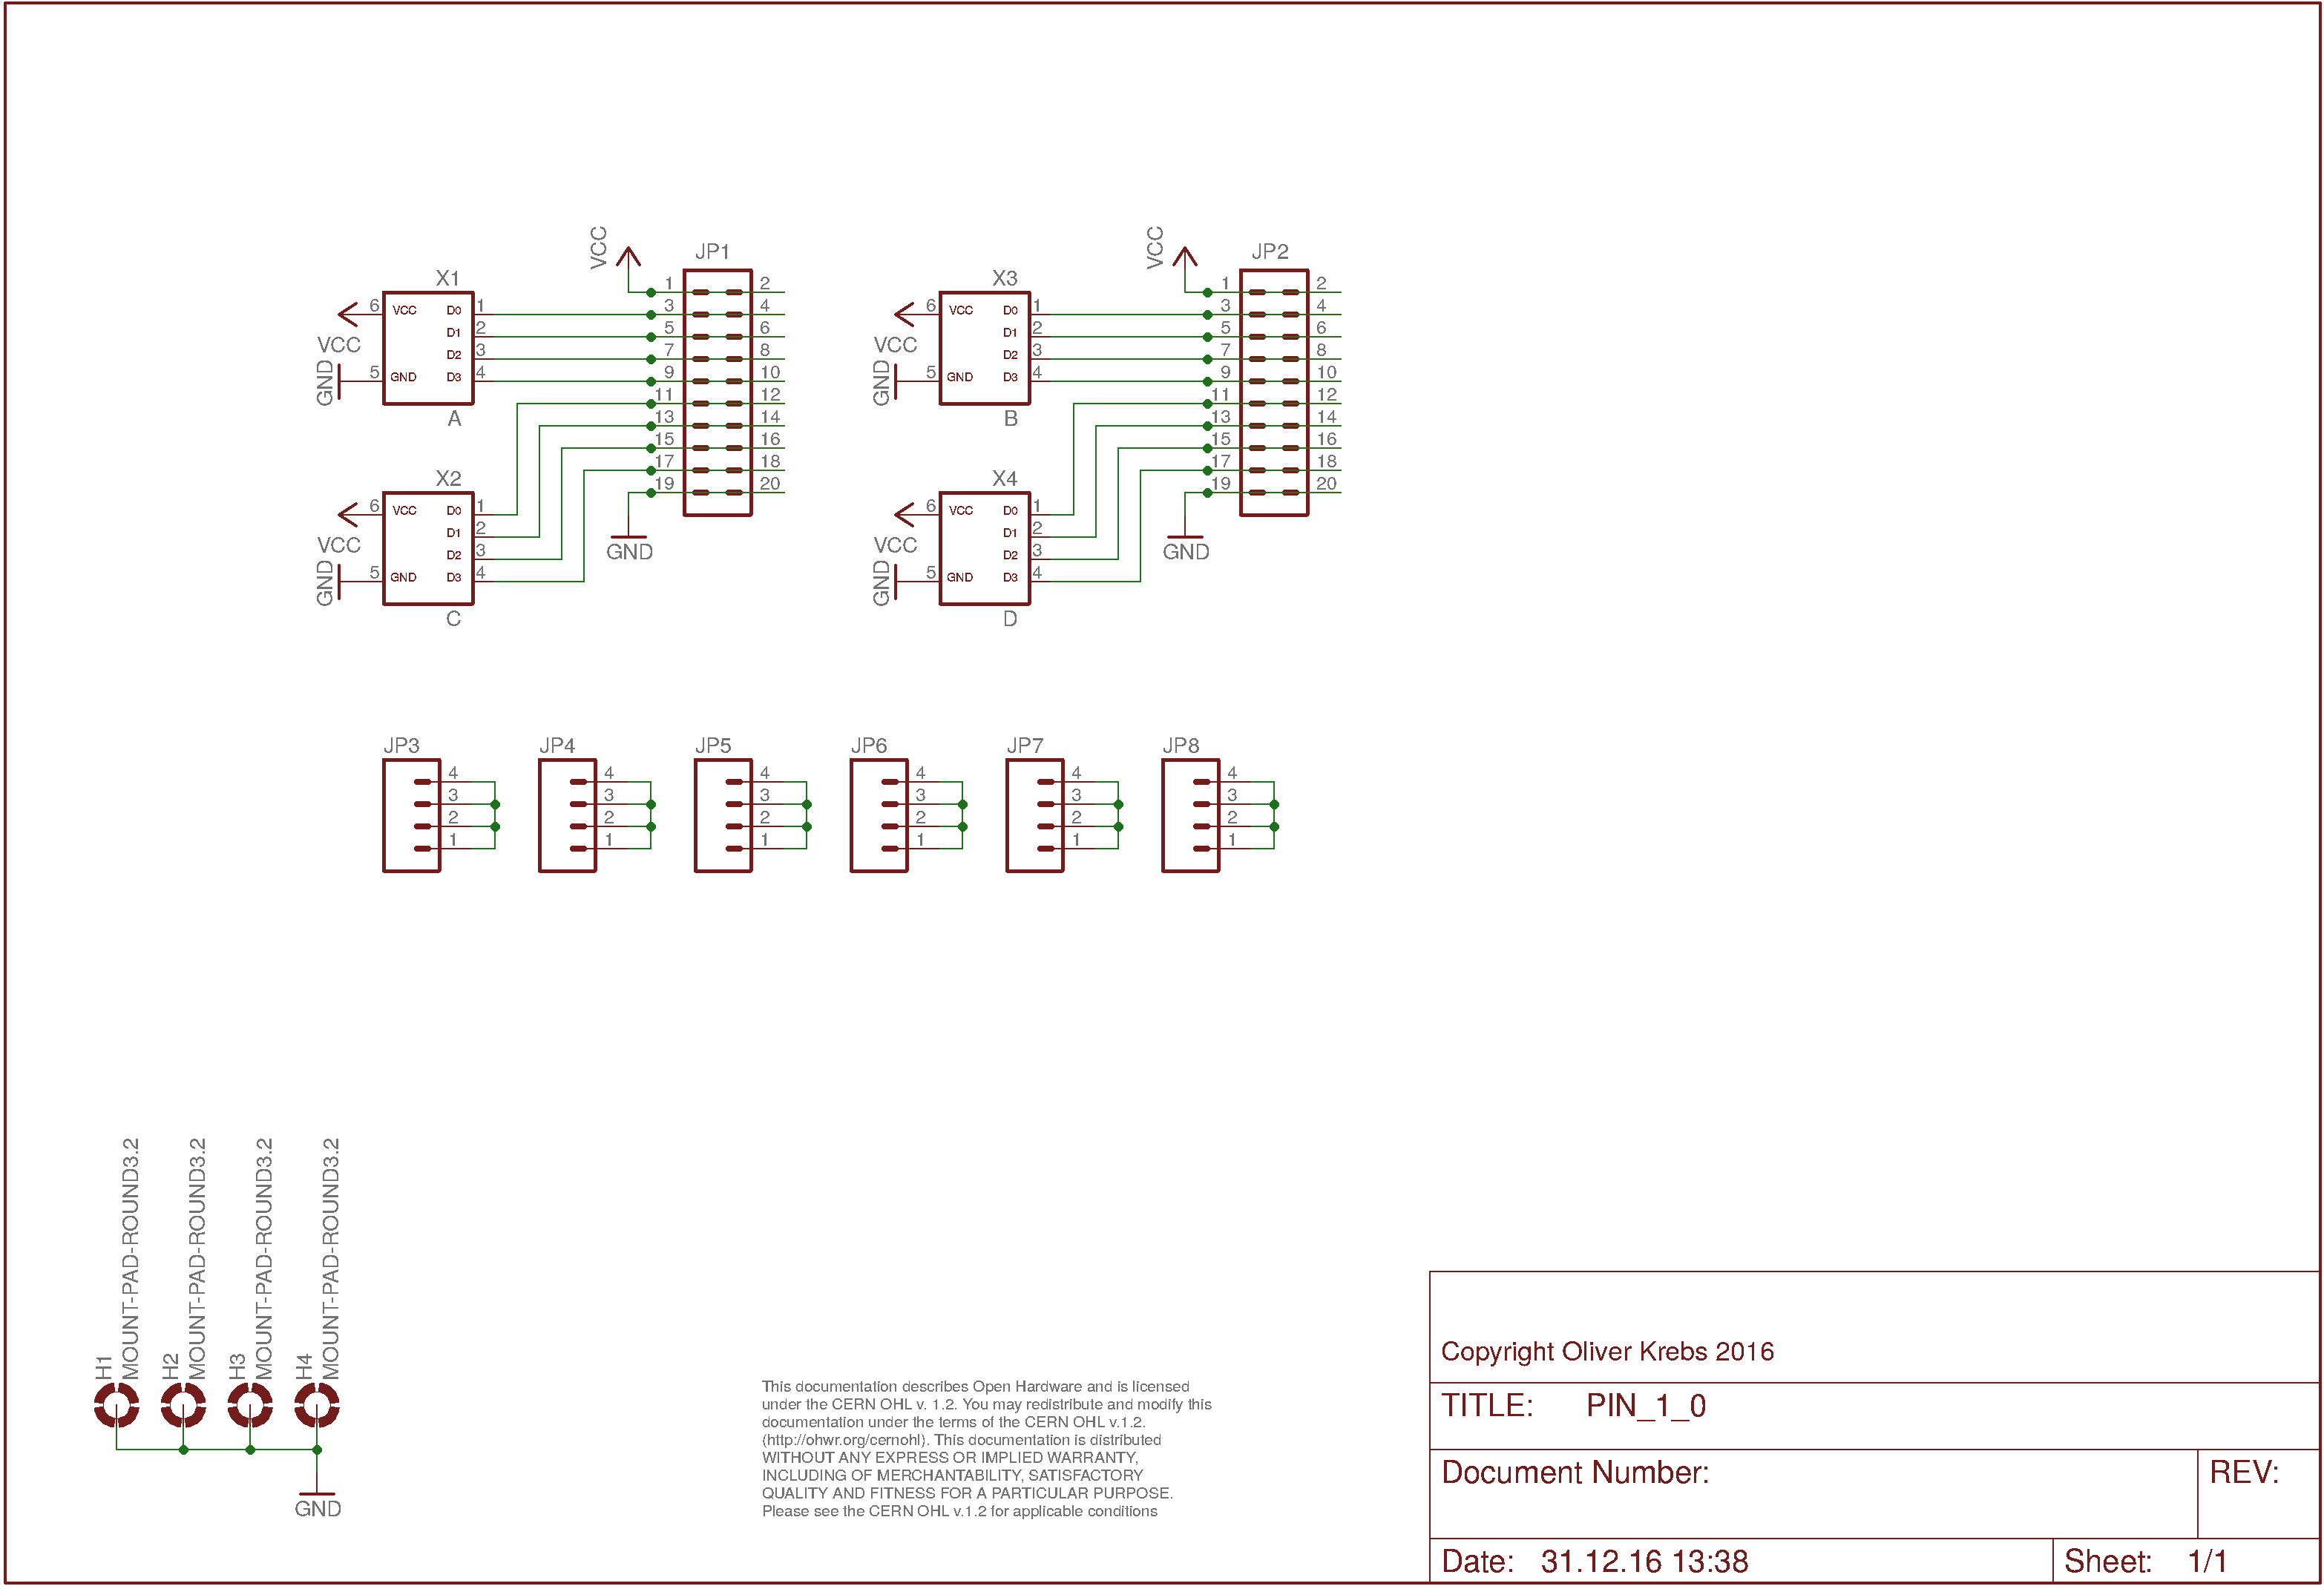 VCC
JP1
VCC
JP2
X1
1
2
X3
1
2
6
VCC
D0
1
3
4
6
VCC
D0
1
3
4
D1
2
5
6
D1
2
5
6
VCC
D2
3
7
8
VCC
D2
3
7
8
GND
5
GND
D3
4
9
10
GND
5
GND
D3
4
9
10
11
12
11
12
A
13
14
B
13
14
15
16
15
16
X2
17
18
X4
17
18
19
20
19
20
6
VCC
D0
1
6
VCC
D0
1
D1
2
D1
2
VCC
D2
3
GND
VCC
D2
3
GND
GND
5
GND
D3
4
GND
5
GND
D3
4
C
D
JP3
JP4
JP5
JP6
JP7
JP8
4
4
4
4
4
4
3
3
3
3
3
3
2
2
2
2
2
2
1
1
1
1
1
1
H1
MOUNT-PAD-ROUND3.2
H2
MOUNT-PAD-ROUND3.2
H3
MOUNT-PAD-ROUND3.2
H4
MOUNT-PAD-ROUND3.2
GND
This documentation describes Open Hardware and is licensed
under the CERN OHL v. 1.2. You may redistribute and modify this
documentation under the terms of the CERN OHL v.1.2.
(http://ohwr.org/cernohl). This documentation is distributed
WITHOUT ANY EXPRESS OR IMPLIED WARRANTY,
INCLUDING OF MERCHANTABILITY, SATISFACTORY
QUALITY AND FITNESS FOR A PARTICULAR PURPOSE.
Please see the CERN OHL v.1.2 for applicable conditions
Copyright Oliver Krebs 2016
TITLE: PIN_1_0
Document Number:
REV:
Date: 31.12.16 13:38
Sheet: 1/1